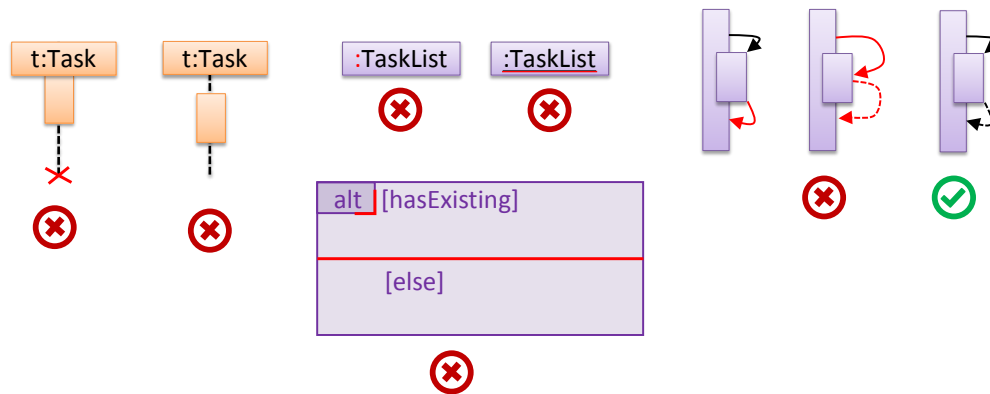 t:Task
t:Task
:TaskList
:TaskList
alt [hasExisting]
[else]